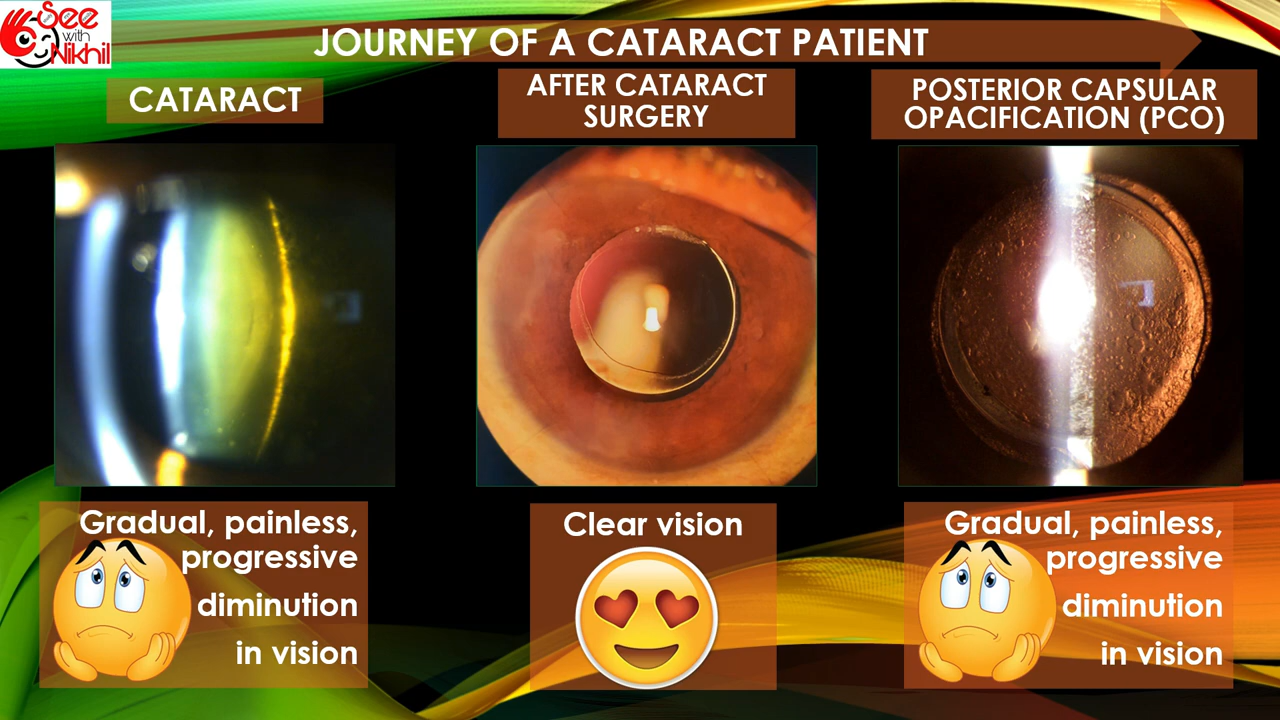 See
with
Nikhil
JOURNEY OF A CATARACT PATIENT
CATARACT
AFTER CATARACT
SURGERY
POSTERIOR CAPSULAR
OPACIFICATION (PCO)
Gradual, painless,
progressive
diminution
in vision
Clear vision
Gradual, painless,
progressive
diminution
in vision